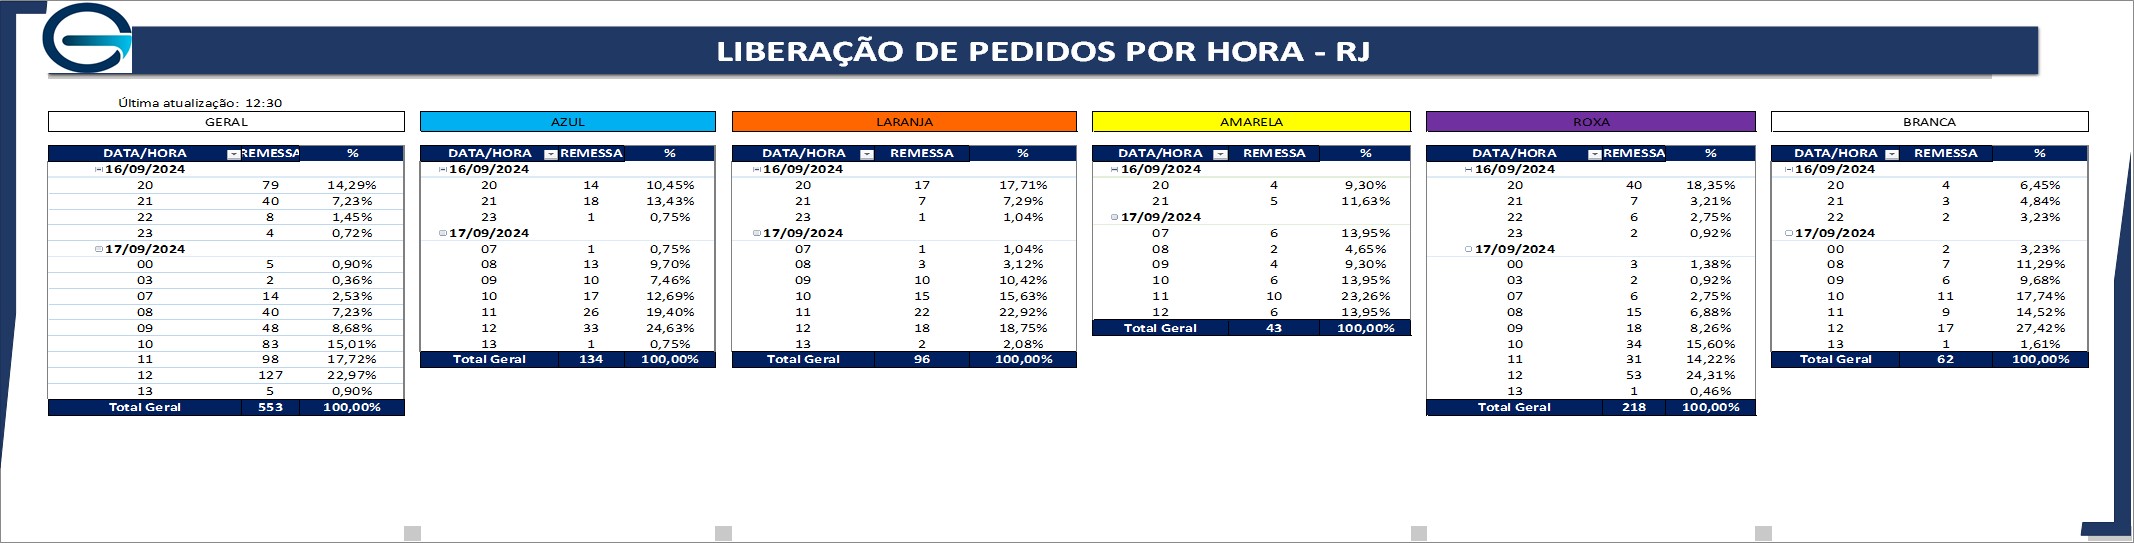 LIBERAÇÃO DE PEDIDOS POR HORA - RJ
Última atualização: 12:30
GERAL
DATA/HORA REMESSA %
16/09/2024
20 79 14,29%
21 40 7,23%
22 8 1,45%
23 4 0,72%
17/09/2024
00 5 0,90%
03 2 0,36%
07 14 2,53%
08 40 7,23%
09 48 8,68%
10 83 15,01%
11 98 17,72%
12 127 22,97%
13 5 0,90%
Total Geral 553 100,00%
AZUL
DATA/HORA REMESSA %
16/09/2024
20 14 10,45%
21 18 13,43%
23 1 0,75%
17/09/2024
07 1 0,75%
08 13 9,70%
09 10 7,46%
10 17 12,69%
11 26 19,40%
12 33 24,63%
13 1 0,75%
Total Geral 134 100,00%
LARANJA
DATA/HORA REMESSA %
16/09/2024
20 17 17,71%
21 7 7,29%
23 1 1,04%
17/09/2024
07 1 1,04%
08 3 3,12%
09 10 10,42%
10 15 15,63%
11 22 22,92%
12 18 18,75%
13 2 2,08%
Total Geral 96 100,00%
AMARELA
DATA/HORA REMESSA %
16/09/2024
20 4 9,30%
21 5 11,63%
17/09/2024
07 6 13,95%
08 2 4,65%
09 4 9,30%
10 6 13,95%
11 10 23,26%
12 6 13,95%
Total Geral 43 100,00%
ROXA
DATA/HORA REMESSA %
16/09/2024
20 40 18,35%
21 7 3,21%
22 6 2,75%
23 2 0,92%
17/09/2024
00 3 1,38%
03 2 0,92%
07 6 2,75%
08 15 6,88%
09 18 8,26%
10 34 15,60%
11 31 14,22%
12 53 24,31%
13 1 0,46%
Total Geral 218 100,00%
BRANCA
DATA/HORA REMESSA %
16/09/2024
20 4 6,45%
21 3 4,84%
22 2 3,23%
17/09/2024
00 2 3,23%
08 7 11,29%
09 6 9,68%
10 11 17,74%
11 9 14,52%
12 17 27,42%
13 1 1,61%
Total Geral 62 100,00%